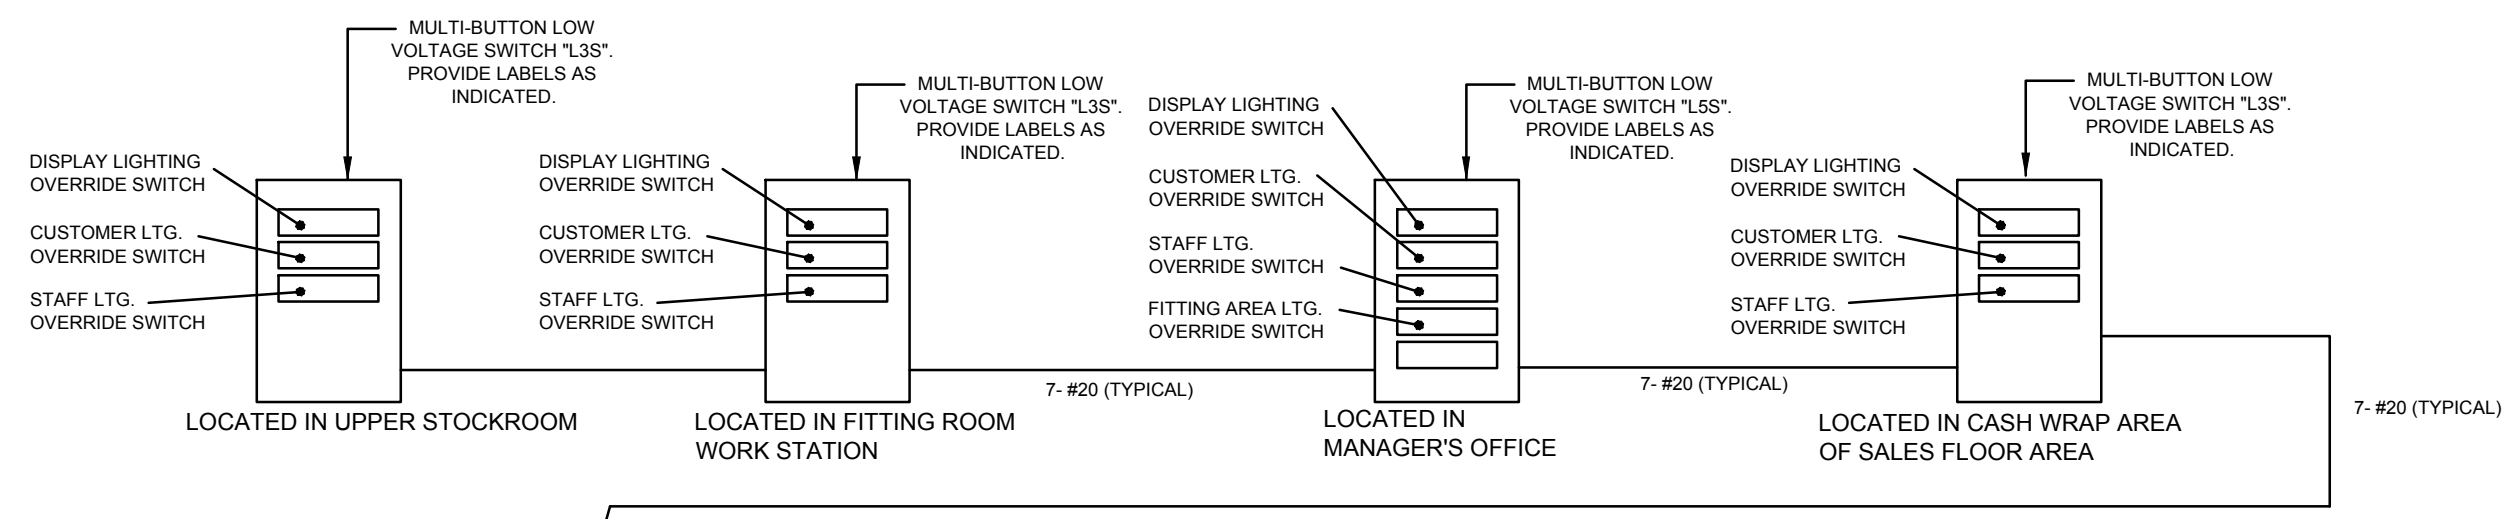 MULTI-BUTTON LOW
VOLTAGE SWITCH "L3S".
PROVIDE LABELS AS
INDICATED.
DISPLAY LIGHTING
OVERRIDE SWITCH
CUSTOMER LTG.
OVERRIDE SWITCH
STAFF LTG.
OVERRIDE SWITCH
LOCATED IN UPPER STOCKROOM
MULTI-BUTTON LOW
VOLTAGE SWITCH "L3S".
PROVIDE LABELS AS
INDICATED.
DISPLAY LIGHTING
OVERRIDE SWITCH
CUSTOMER LTG.
OVERRIDE SWITCH
STAFF LTG.
OVERRIDE SWITCH
LOCATED IN FITTING ROOM
WORK STATION
7- #20 (TYPICAL)
MULTI-BUTTON LOW
VOLTAGE SWITCH "L5S".
PROVIDE LABELS AS
INDICATED.
DISPLAY LIGHTING
OVERRIDE SWITCH
CUSTOMER LTG.
OVERRIDE SWITCH
STAFF LTG.
OVERRIDE SWITCH
FITTING AREA LTG.
OVERRIDE SWITCH
LOCATED IN
MANAGER'S OFFICE
7- #20 (TYPICAL)
MULTI-BUTTON LOW
VOLTAGE SWITCH "L3S".
PROVIDE LABELS AS
INDICATED.
DISPLAY LIGHTING
OVERRIDE SWITCH
CUSTOMER LTG.
OVERRIDE SWITCH
STAFF LTG.
OVERRIDE SWITCH
LOCATED IN CASH WRAP AREA
OF SALES FLOOR AREA
7- #20 (TYPICAL)